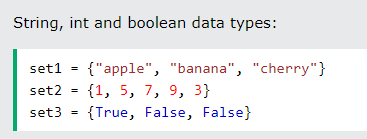 String, int and boolean data types:
set1 = {"apple", "banana", "cherry"}
set2 = {1, 5, 7, 9, 3}
set3 = {True, False, False}